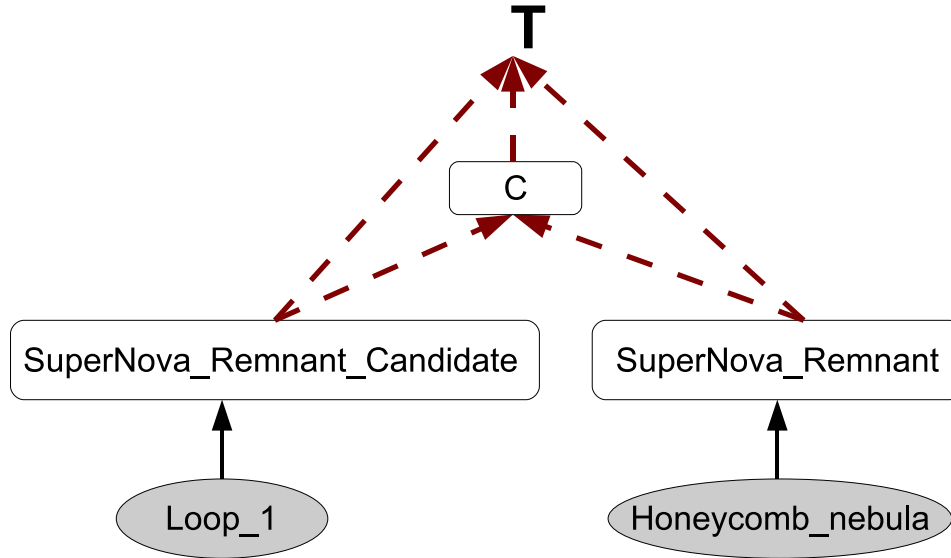 T
C
SuperNova_Remnant_Candidate
SuperNova_Remnant
Loop_1
Honeycomb_nebula